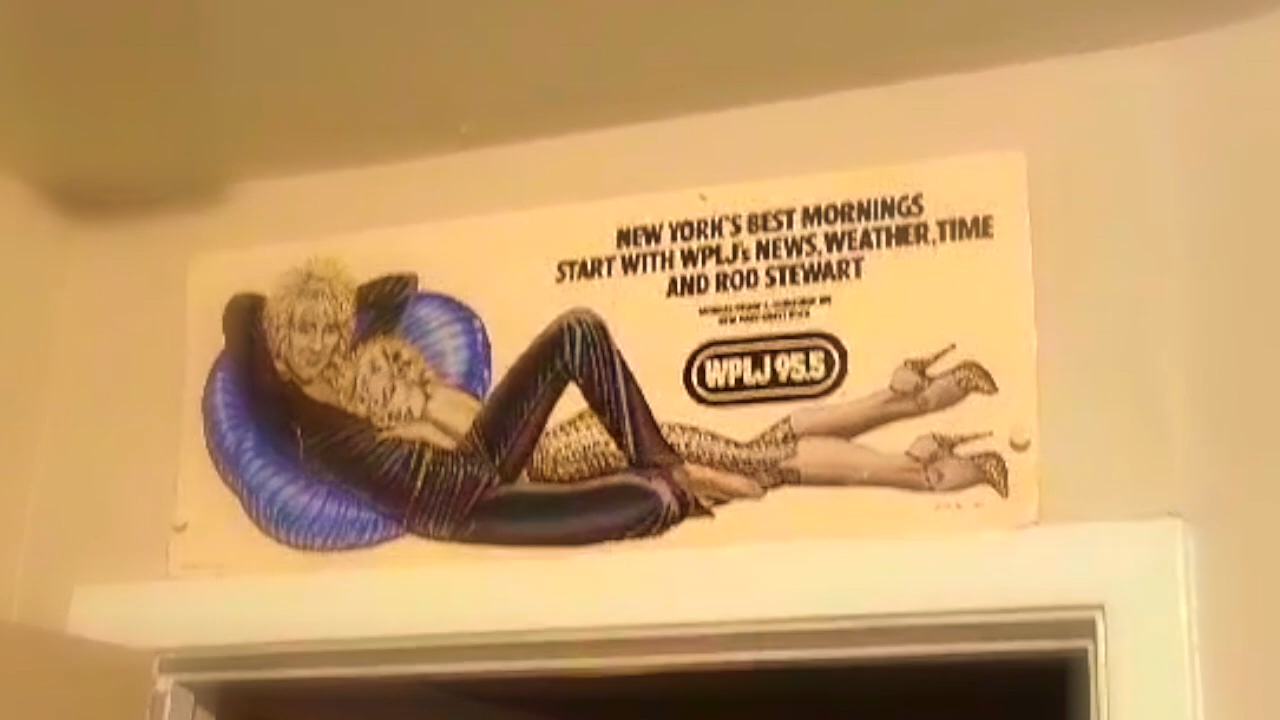 NEW YORK'S BEST MORNINGS
START WITH WPLJ's NEWS, WEATHER, TIME
AND ROD STEWART
WPLJ 95.5